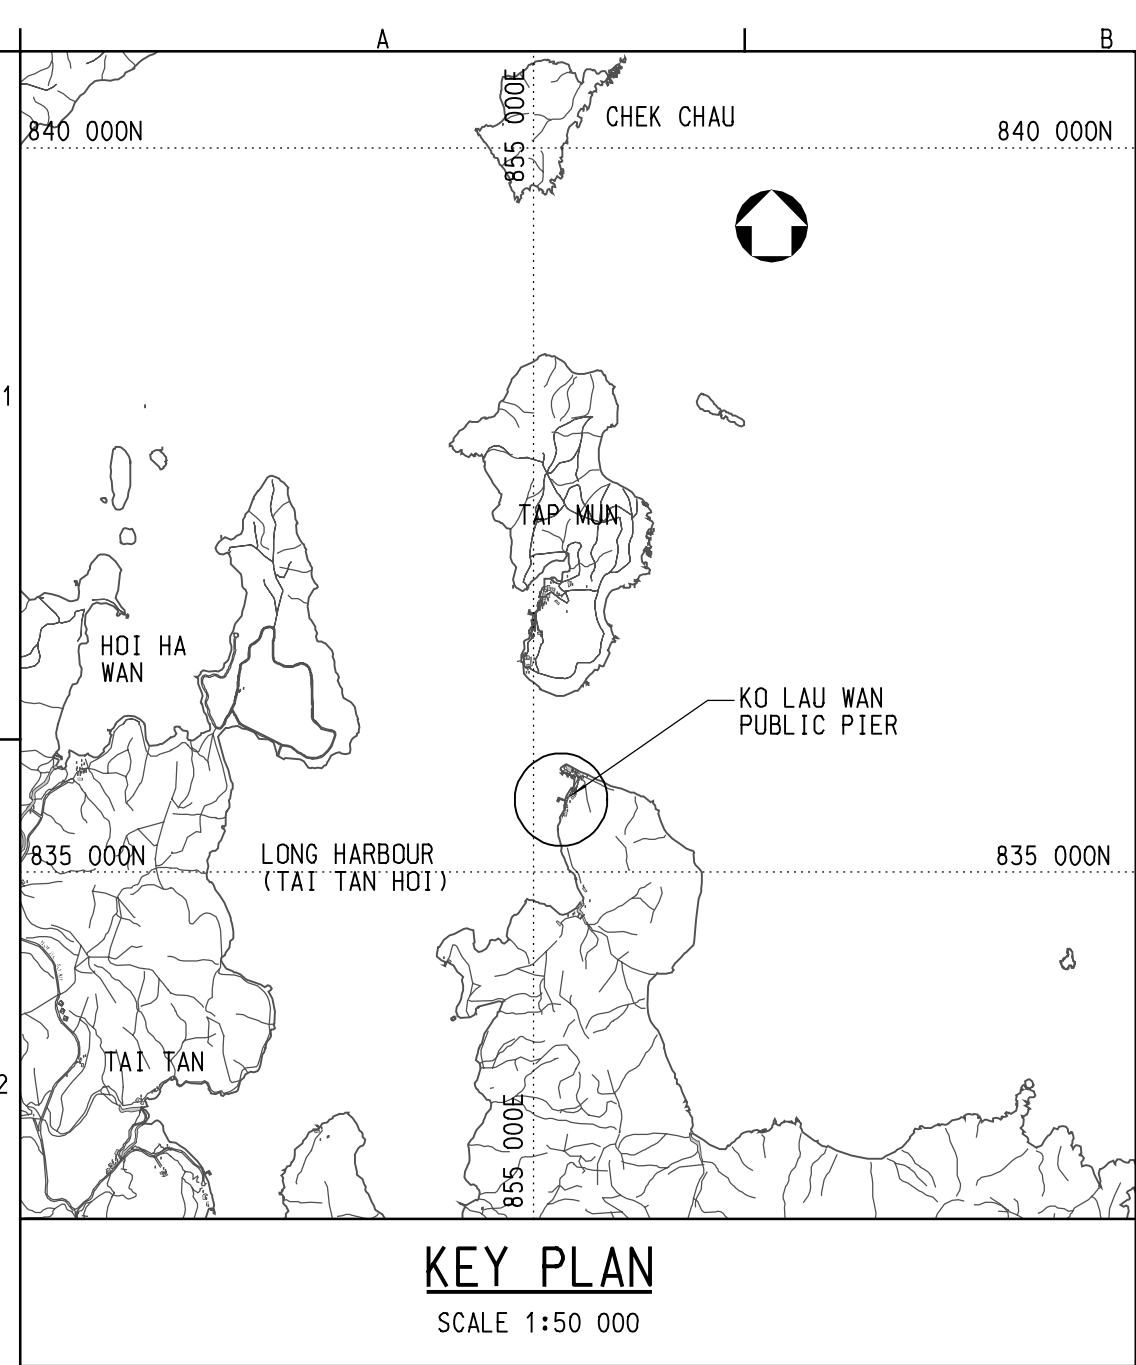 A
B
855 000E
CHEK CHAU
840 000N
840 000N
1
TAP MUN
HOI HA
WAN
KO LAU WAN
PUBLIC PIER
835 000N
LONG HARBOUR
(TAI TAN HOI)
835 000N
TAI TAN
2
855 000E
KEY PLAN
SCALE 1:50 000